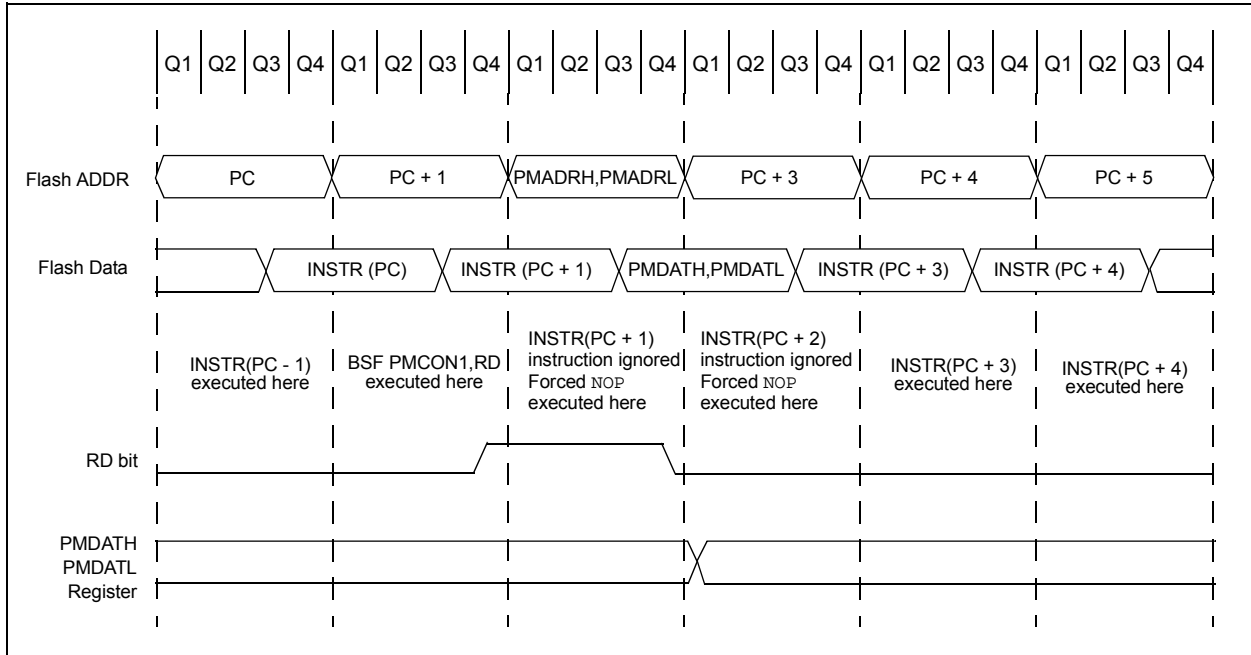 Q1 Q2 Q3 Q4 Q1 Q2 Q3 Q4 Q1 Q2 Q3 Q4 Q1 Q2 Q3 Q4 Q1 Q2 Q3 Q4 Q1 Q2 Q3 Q4
Flash ADDR PC PC + 1 PMADRH,PMADRL PC + 3 PC + 4 PC + 5
Flash Data INSTR (PC) INSTR (PC + 1) PMDATH,PMDATL INSTR (PC + 3) INSTR (PC + 4)
INSTR(PC - 1)
executed here
BSF PMCON1,RD
executed here
INSTR(PC + 1)
instruction ignored
Forced NOP
executed here
INSTR(PC + 2)
instruction ignored
Forced NOP
executed here
INSTR(PC + 3)
executed here
INSTR(PC + 4)
executed here
RD bit
PMDATH
PMDATL
Register